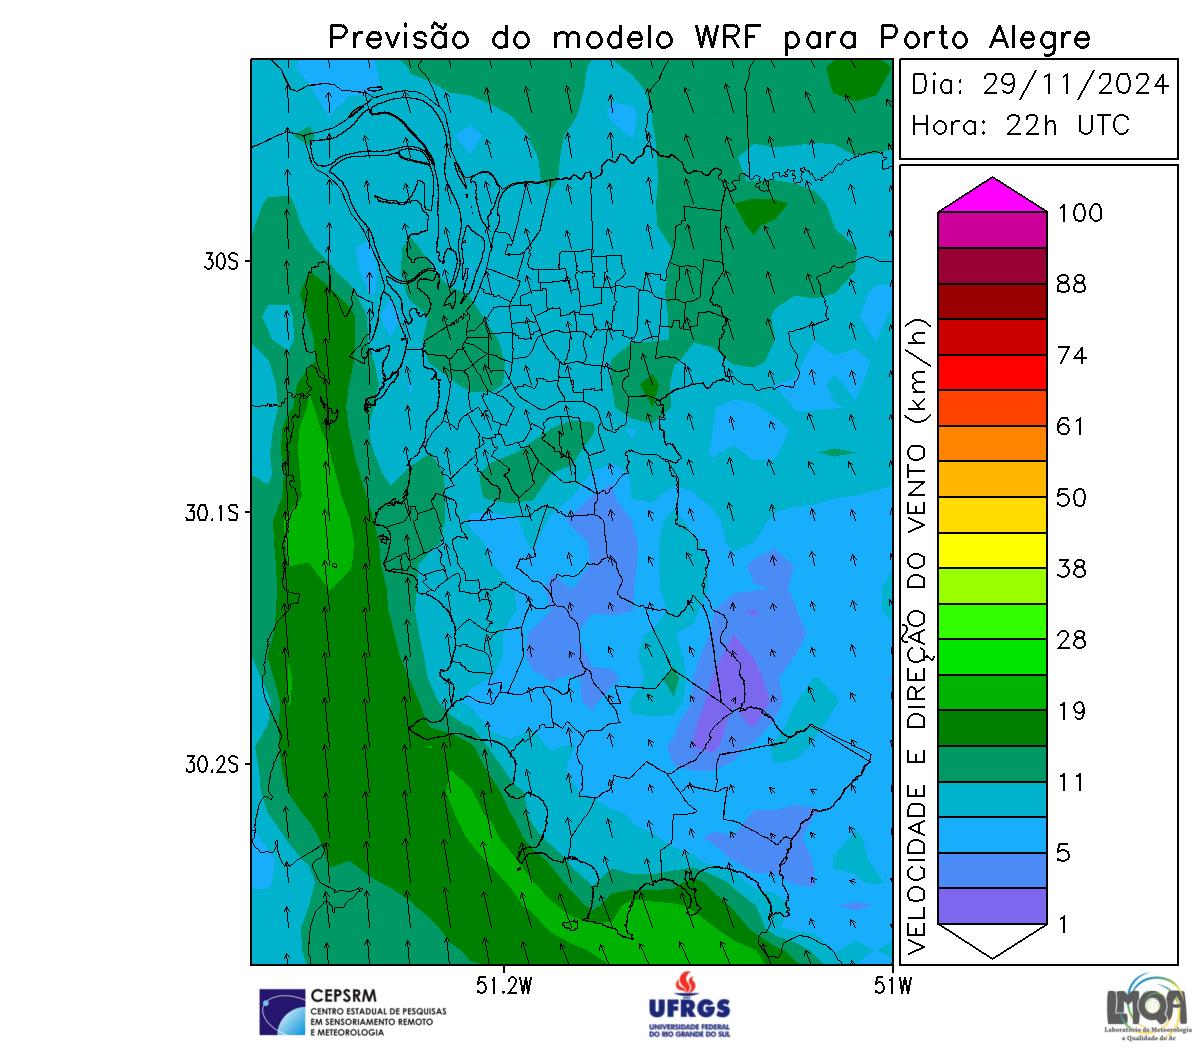 Previsão do modelo WRF para Porto Alegre
Dia: 29/11/2024
Hora: 22h UTC
VELOCIDADE E DIREÇÃO DO VENTO (km/h)
100
88
74
61
50
38
28
19
11
5
1
30S
30.1S
30.2S
51.2W
51W
CEPSRM
CENTRO ESTADUAL DE PESQUISAS
EM SENSORIAMENTO REMOTO
E METEOROLOGIA
UFRGS
UNIVERSIDADE FEDERAL
DO RIO GRANDE DO SUL
LMQA
Laboratório de Meteorologia
e Qualidade do Ar